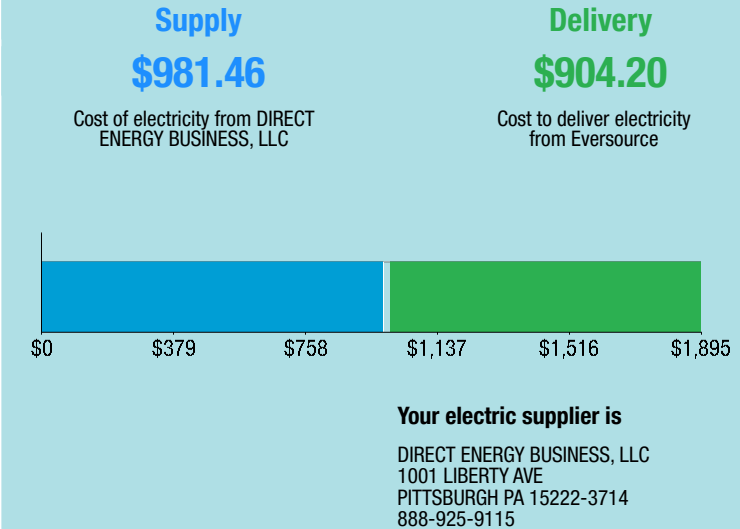 Supply
$981.46
Cost of electricity from DIRECT
ENERGY BUSINESS, LLC
Delivery
$904.20
Cost to deliver electricity
from Eversource
$0 $379 $758 $1,137 $1,516 $1,895
Your electric supplier is
DIRECT ENERGY BUSINESS, LLC
1001 LIBERTY AVE
PITTSBURGH PA 15222-3714
888-925-9115